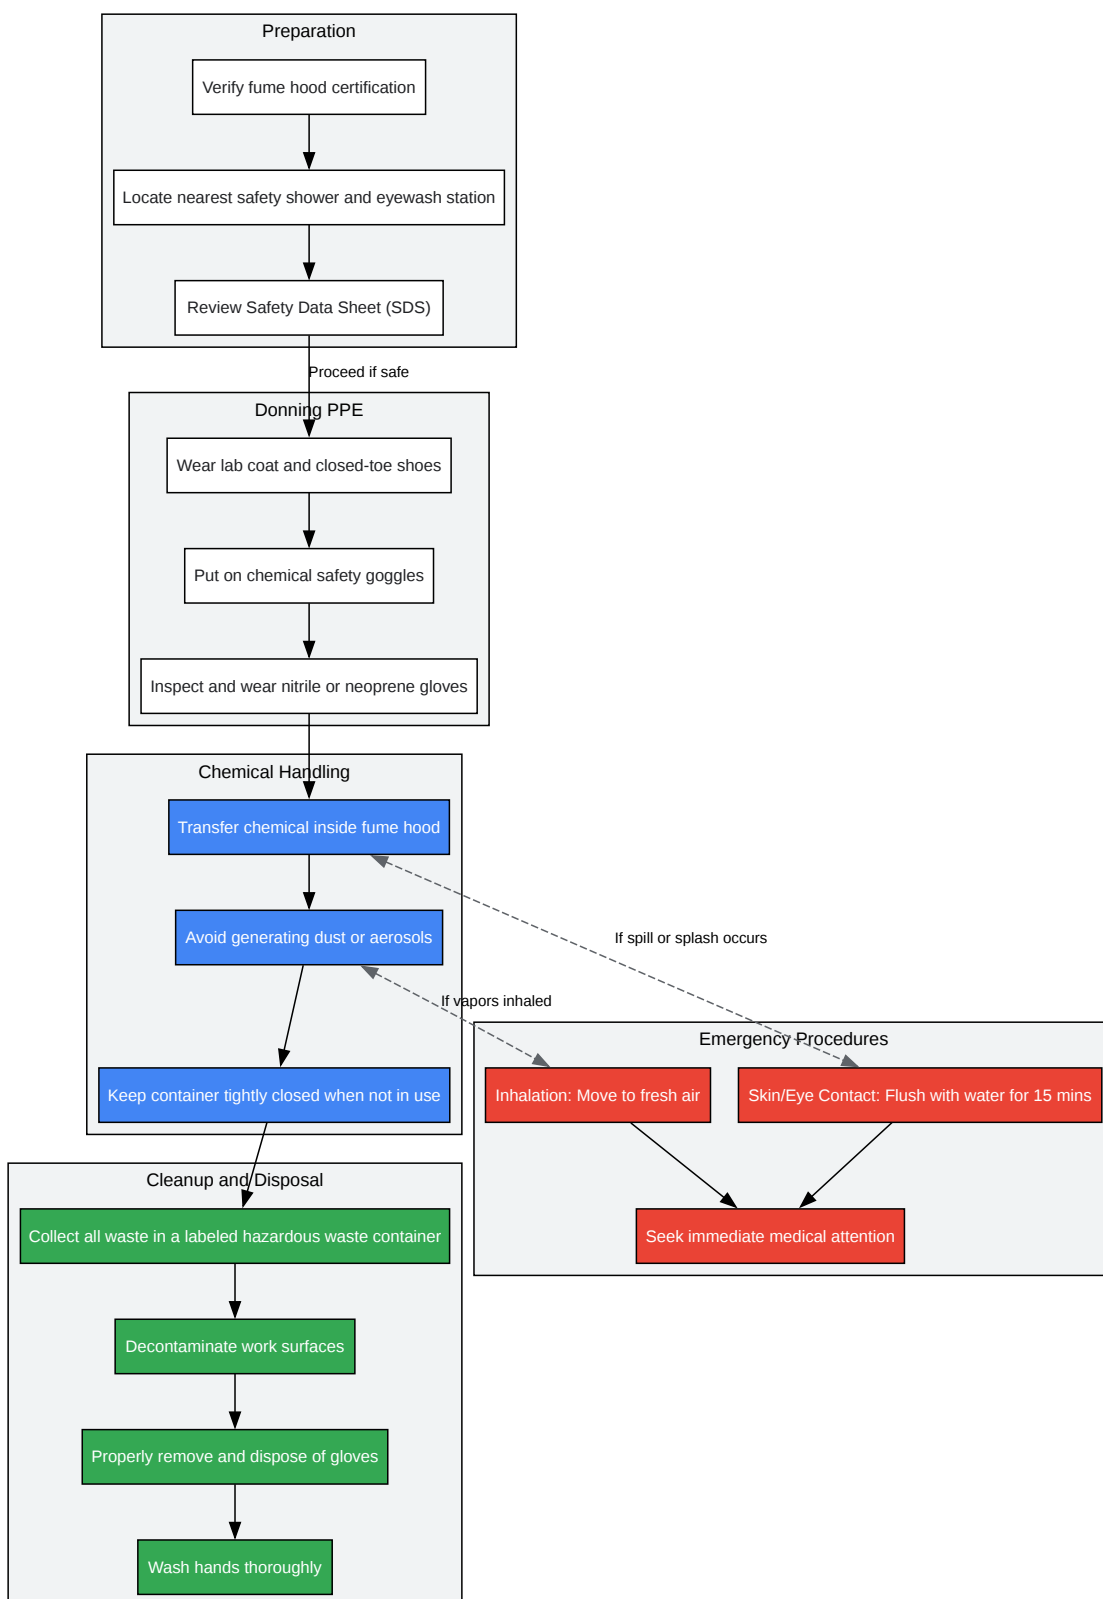 Preparation
Verify fume hood certification
Locate nearest safety shower and eyewash station
Review Safety Data Sheet (SDS)
Proceed if safe
Donning PPE
Wear lab coat and closed-toe shoes
Put on chemical safety goggles
Inspect and wear nitrile or neoprene gloves
Chemical Handling
Transfer chemical inside fume hood
Avoid generating dust or aerosols
If spill or splash occurs
If vapors inhaled
Keep container tightly closed when not in use
Emergency Procedures
Inhalation: Move to fresh air
Skin/Eye Contact: Flush with water for 15 mins
Seek immediate medical attention
Cleanup and Disposal
Collect all waste in a labeled hazardous waste container
Decontaminate work surfaces
Properly remove and dispose of gloves
Wash hands thoroughly